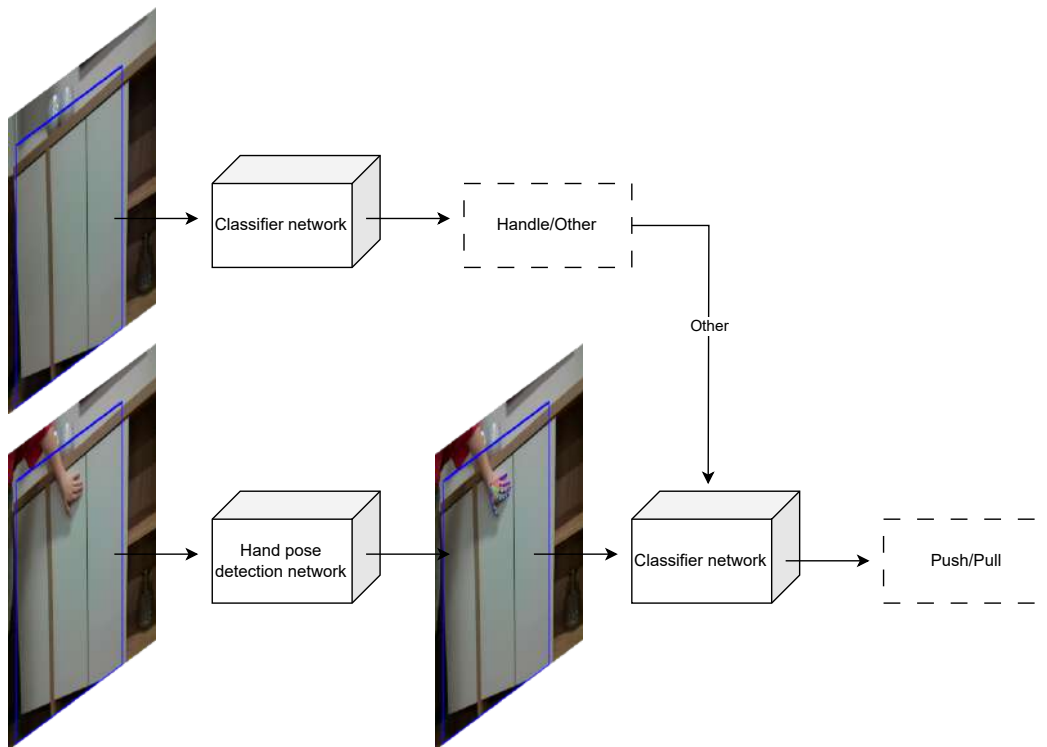 Classifier network
Handle/Other
Other
Hand pose
detection network
Classifier network
Push/Pull